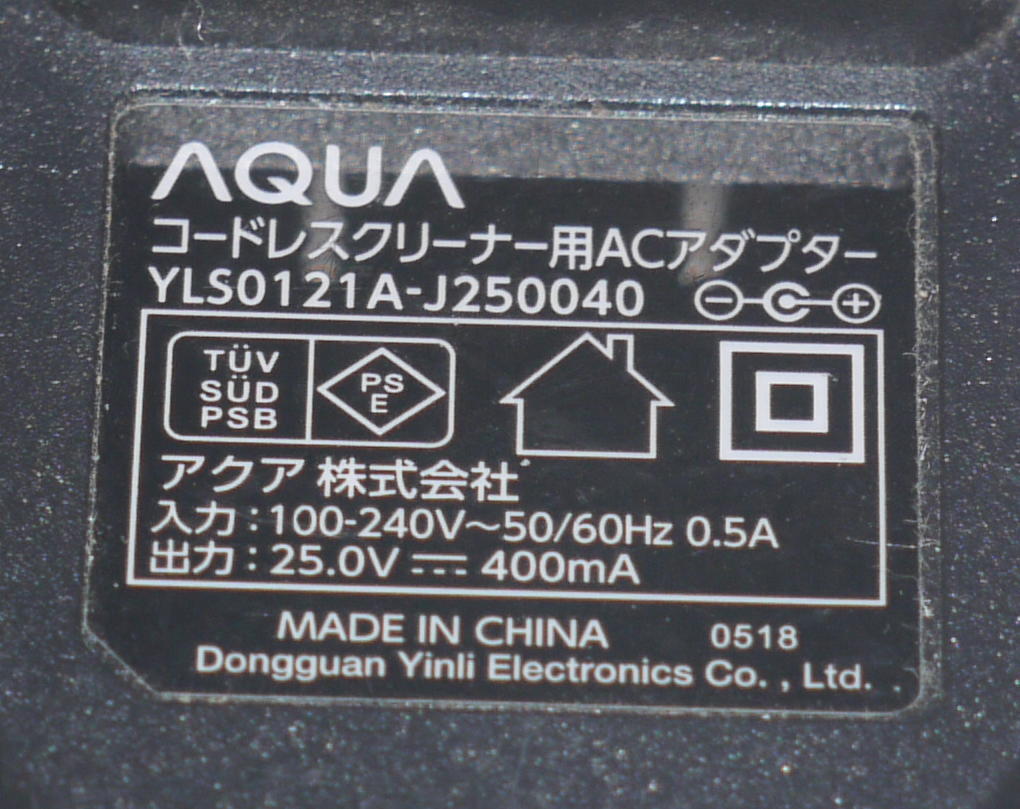 AQUA
コードレスクリーナー用ACアダプター
YLS0121A-J250040
TÜV
SÜD
PSB
PS
E
アクア 株式会社
入力：100-240V～50/60Hz 0.5A
出力：25.0V⎓400mA
MADE IN CHINA 0518
Dongguan Yinli Electronics Co. , Ltd.